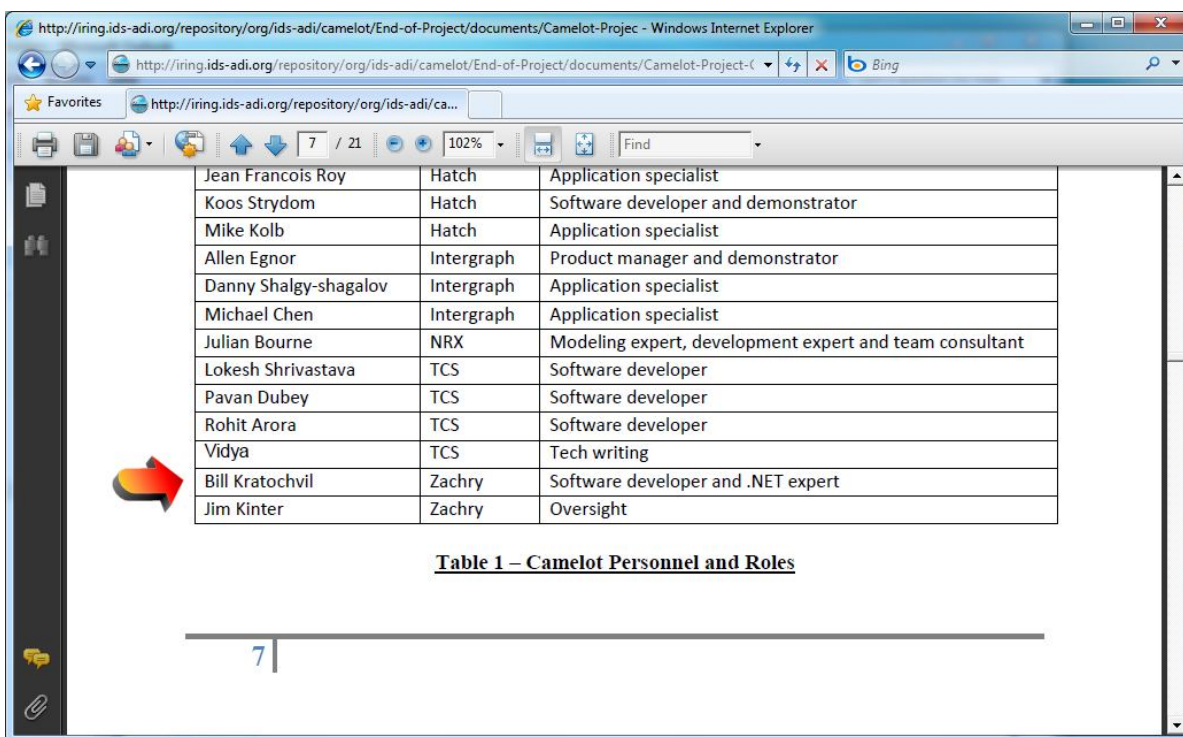 http://iring.ids-adi.org/repository/org/ids-adi/camelot/End-of-Project/documents/Camelot-Projec - Windows Internet Explorer
http://iring.ids-adi.org/repository/org/ids-adi/camelot/End-of-Project/documents/Camelot-Project-( Bing
Favorites http://iring.ids-adi.org/repository/org/ids-adi/ca...
7 / 21 102% Find
Jean Francois Roy Hatch Application specialist
Koos Strydom Hatch Software developer and demonstrator
Mike Kolb Hatch Application specialist
Allen Egnor Intergraph Product manager and demonstrator
Danny Shalgy-shagalov Intergraph Application specialist
Michael Chen Intergraph Application specialist
Julian Bourne NRX Modeling expert, development expert and team consultant
Lokesh Shrivastava TCS Software developer
Pavan Dubey TCS Software developer
Rohit Arora TCS Software developer
Vidya TCS Tech writing
Bill Kratochvil Zachry Software developer and .NET expert
Jim Kinter Zachry Oversight
Table 1 – Camelot Personnel and Roles
7